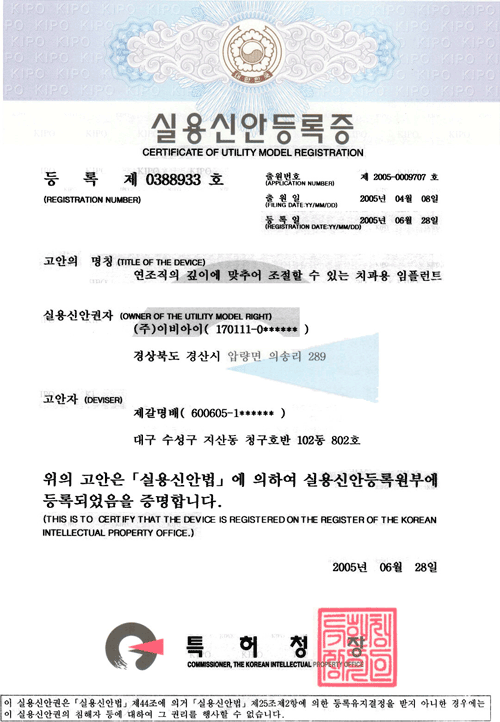 대한민국
실용신안등록증
CERTIFICATE OF UTILITY MODEL REGISTRATION
등 록 제 0388933 호
(REGISTRATION NUMBER)
출원번호 제 2005-0009707 호
(APPLICATION NUMBER)
출원일 2005년 04월 08일
(FILING DATE:YY/MM/DD)
등록일 2005년 06월 28일
(REGISTRATION DATE:YY/MM/DD)
고안의 명칭 (TITLE OF THE DEVICE)
연조직의 깊이에 맞추어 조절할 수 있는 치과용 임플런트
실용신안권자 (OWNER OF THE UTILITY MODEL RIGHT)
(주)이비아이( 170111-0****** )
경상북도 경산시 압량면 의송리 289
고안자 (DEVISER)
제갈명배( 600605-1****** )
대구 수성구 지산동 청구호반 102동 802호
위의 고안은 「실용신안법」에 의하여 실용신안등록원부에
등록되었음을 증명합니다.
(THIS IS TO CERTIFY THAT THE DEVICE IS REGISTERED ON THE REGISTER OF THE KOREAN
INTELLECTUAL PROPERTY OFFICE.)
2005년 06월 28일
특 허 청 장
COMMISSIONER, THE KOREAN INTELLECTUAL PROPERTY OFFICE
이 실용신안권은 「실용신안법」제44조에 의거 「실용신안법」제25조제2항에 의한 등록유지결정을 받지 아니한 경우에는
이 실용신안권의 침해자 등에 대하여 그 권리를 행사할 수 없습니다.